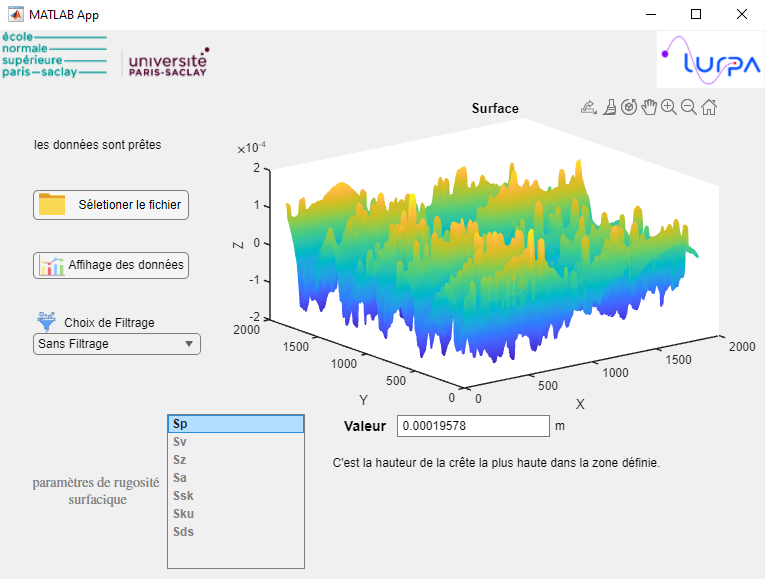 MATLAB App
école
normale
supérieure
paris–saclay
université
PARIS-SACLAY
LURPA
Surface
les données sont prêtes
×10⁻⁴
2
1
0
-1
-2
Z
2000
1500
1000
500
0
Y
0
500
1000
1500
2000
X
Séletioner le fichier
Affihage des données
Choix de Filtrage
Sans Filtrage
Sp
Sv
Sz
Sa
Ssk
Sku
Sds
paramètres de rugosité
surfacique
Valeur 0.00019578 m
C'est la hauteur de la crête la plus haute dans la zone définie.